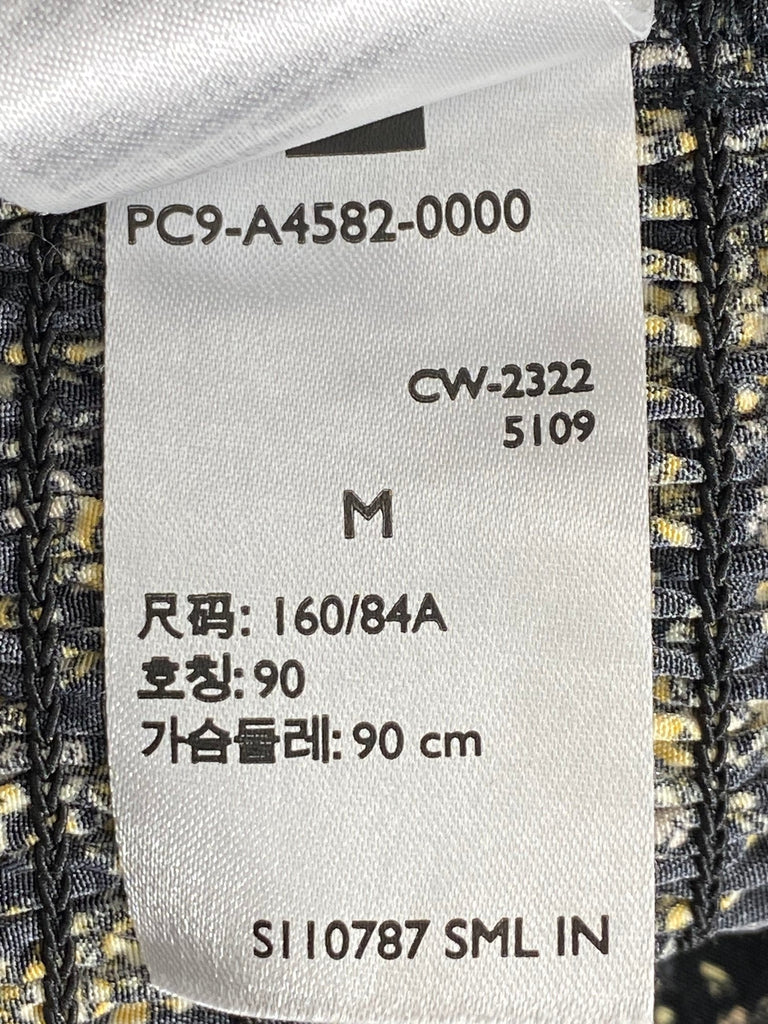 PC9-A4582-0000
CW-2322
5109
M
尺码: 160/84A
호칭: 90
가슴둘레: 90 cm
S110787 SML IN